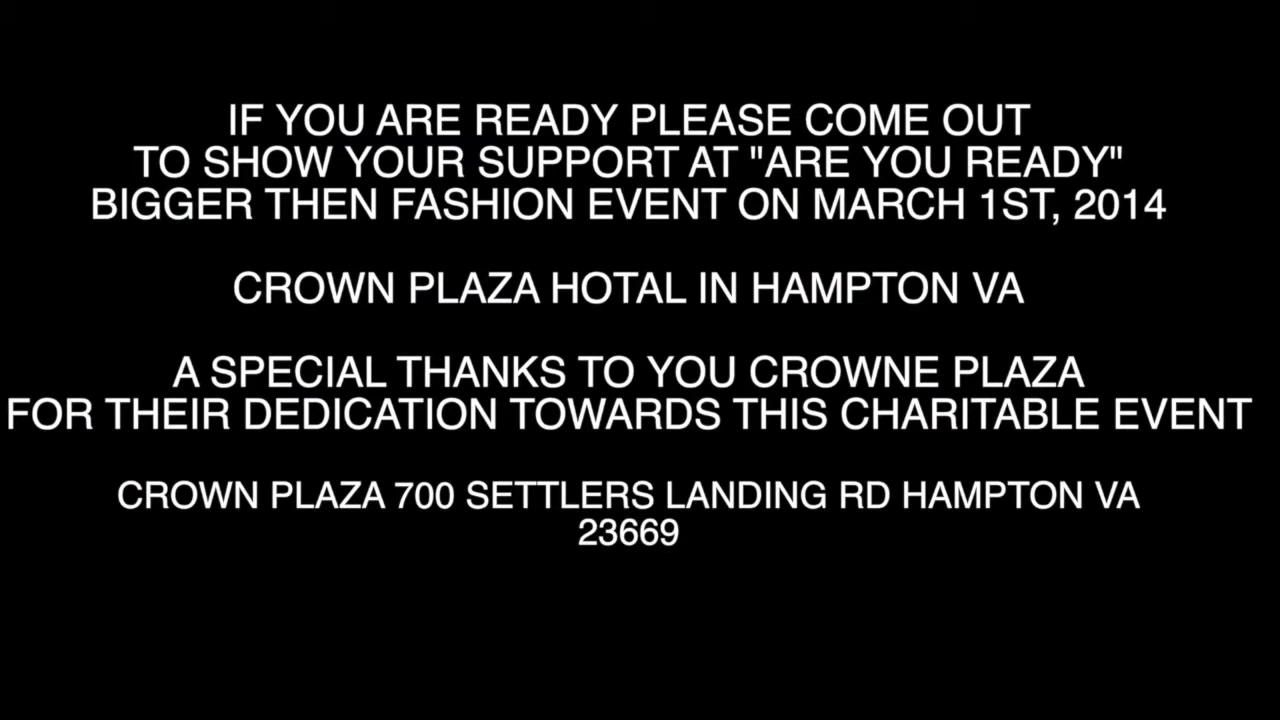 IF YOU ARE READY PLEASE COME OUT
TO SHOW YOUR SUPPORT AT "ARE YOU READY"
BIGGER THEN FASHION EVENT ON MARCH 1ST, 2014
CROWN PLAZA HOTAL IN HAMPTON VA
A SPECIAL THANKS TO YOU CROWNE PLAZA
FOR THEIR DEDICATION TOWARDS THIS CHARITABLE EVENT
CROWN PLAZA 700 SETTLERS LANDING RD HAMPTON VA
23669